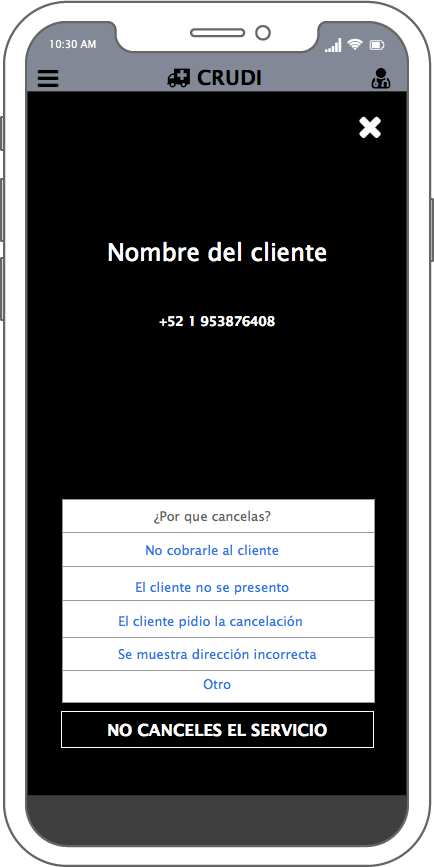 10:30 AM
CRUDI
Nombre del cliente
+52 1 953876408
¿Por que cancelas?
No cobrarle al cliente
El cliente no se presento
El cliente pidio la cancelación
Se muestra dirección incorrecta
Otro
NO CANCELES EL SERVICIO